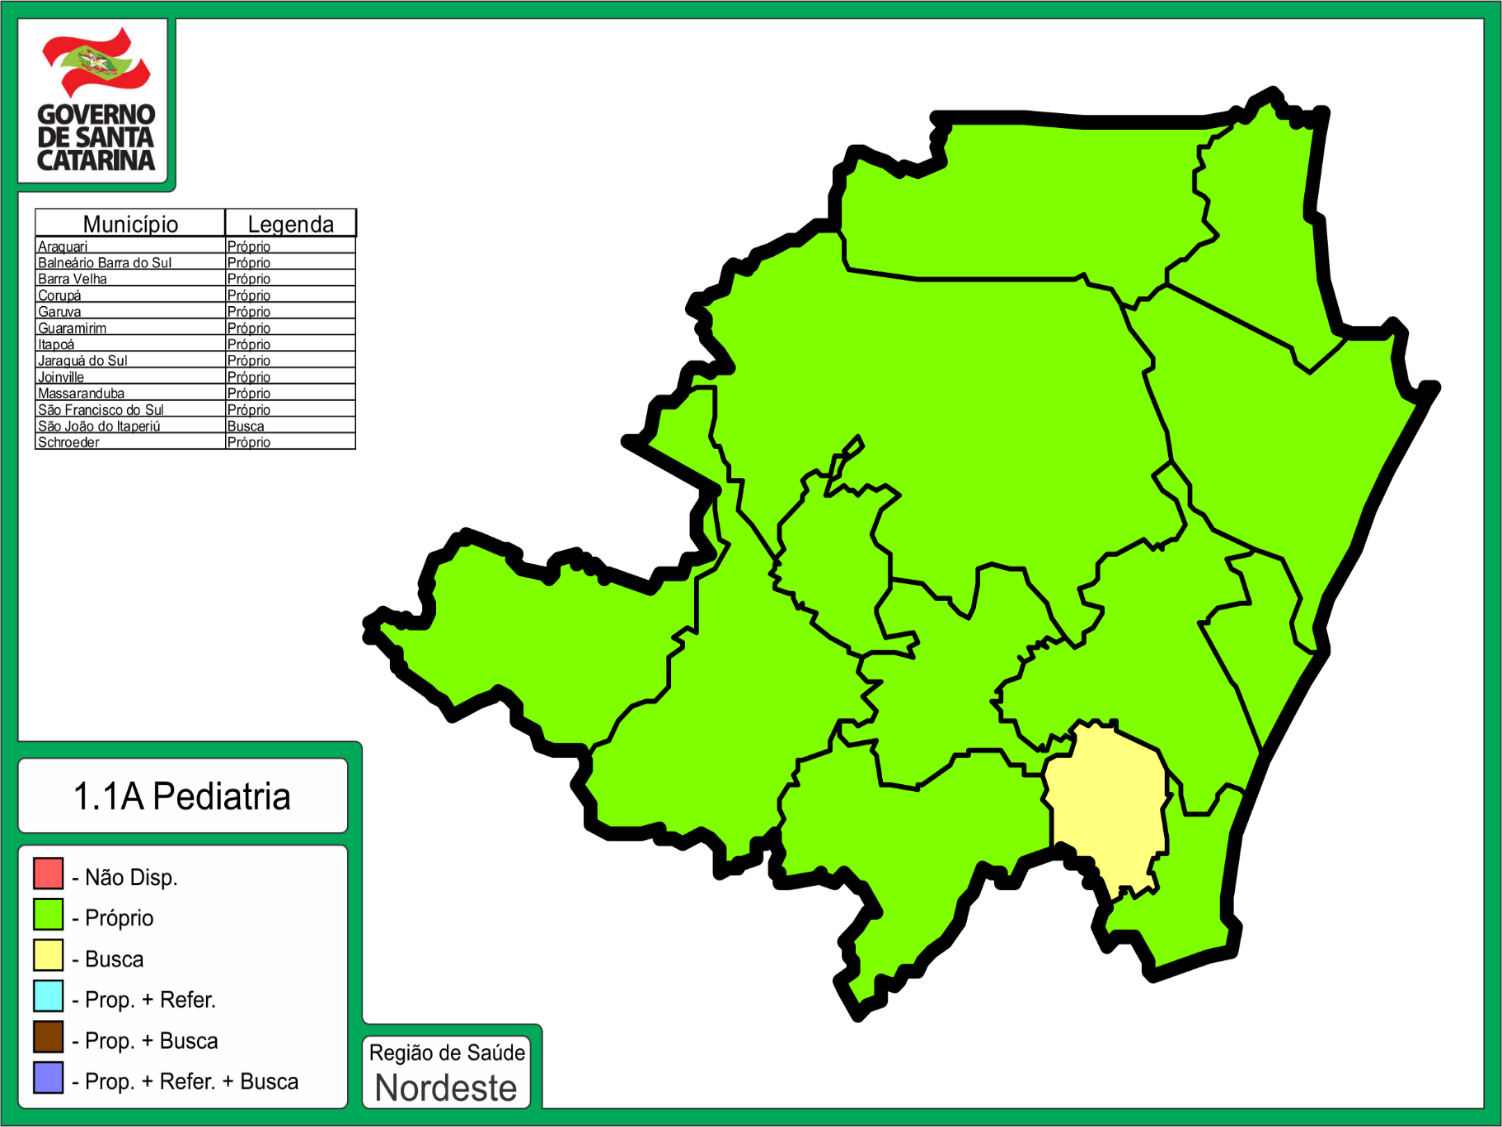 GOVERNO
DE SANTA
CATARINA
Município Legenda
Araquari Próprio
Balneário Barra do Sul Próprio
Barra Velha Próprio
Corupá Próprio
Garuva Próprio
Guaramirim Próprio
Itapoá Próprio
Jaraguá do Sul Próprio
Joinville Próprio
Massaranduba Próprio
São Francisco do Sul Próprio
São João do Itaperiú Busca
Schroeder Próprio
1.1A Pediatria
- Não Disp.
- Próprio
- Busca
- Prop. + Refer.
- Prop. + Busca
- Prop. + Refer. + Busca
Região de Saúde
Nordeste